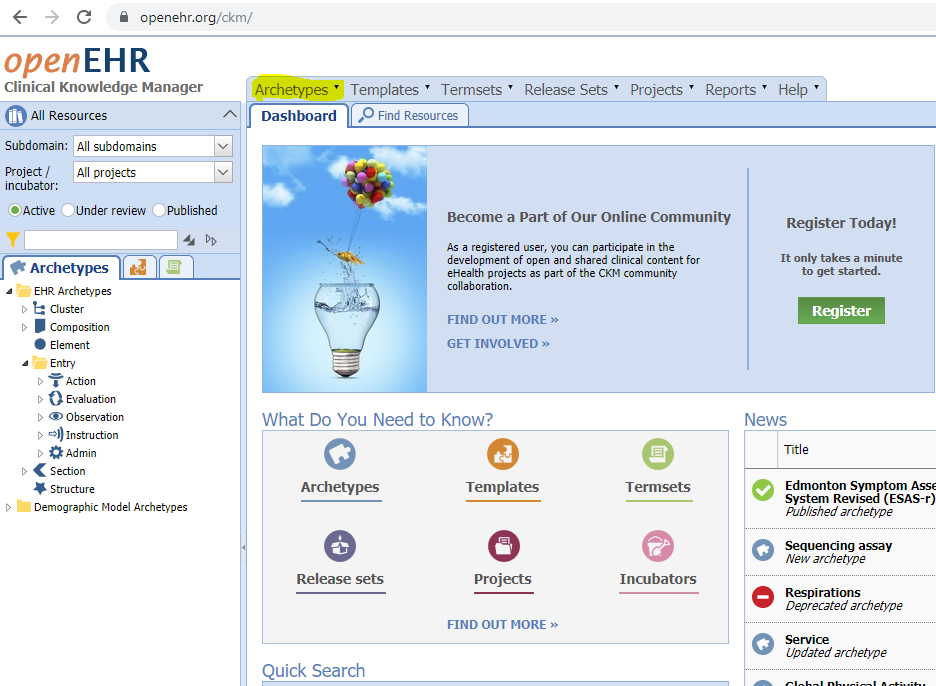 openehr.org/ckm/
openEHR
Clinical Knowledge Manager
Archetypes Templates Termsets Release Sets Projects Reports Help
All Resources
Dashboard Find Resources
Subdomain: All subdomains
Project /
incubator: All projects
Active Under review Published
Archetypes
EHR Archetypes
Cluster
Composition
Element
Entry
Action
Evaluation
Observation
Instruction
Admin
Section
Structure
Demographic Model Archetypes
Become a Part of Our Online Community
As a registered user, you can participate in the
development of open and shared clinical content for
eHealth projects as part of the CKM community
collaboration.
FIND OUT MORE »
GET INVOLVED »
Register Today!
It only takes a minute
to get started.
Register
What Do You Need to Know?
Archetypes Templates Termsets
Release sets Projects Incubators
FIND OUT MORE »
Quick Search
News
Title
Edmonton Symptom Asse
System Revised (ESAS-r)
Published archetype
Sequencing assay
New archetype
Respirations
Deprecated archetype
Service
Updated archetype
Global Physical Activity